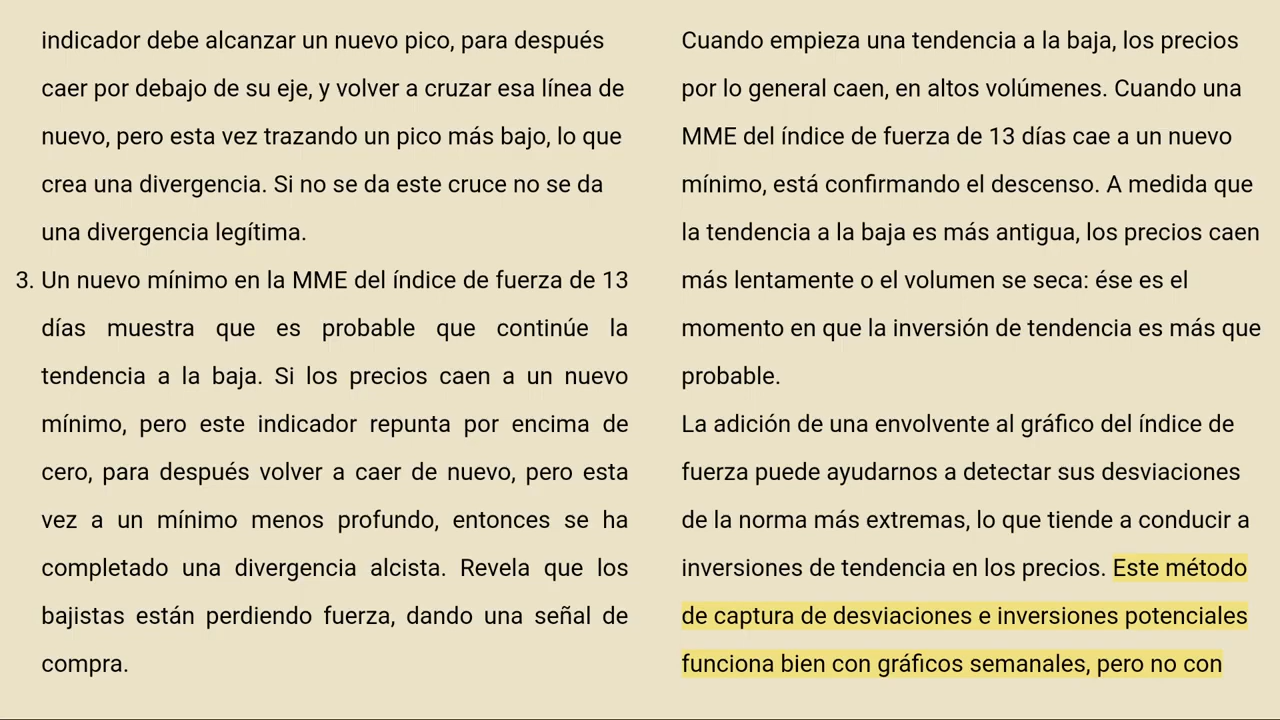 indicador debe alcanzar un nuevo pico, para después
caer por debajo de su eje, y volver a cruzar esa línea de
nuevo, pero esta vez trazando un pico más bajo, lo que
crea una divergencia. Si no se da este cruce no se da
una divergencia legítima.
3. Un nuevo mínimo en la MME del índice de fuerza de 13
días muestra que es probable que continúe la
tendencia a la baja. Si los precios caen a un nuevo
mínimo, pero este indicador repunta por encima de
cero, para después volver a caer de nuevo, pero esta
vez a un mínimo menos profundo, entonces se ha
completado una divergencia alcista. Revela que los
bajistas están perdiendo fuerza, dando una señal de
compra.
Cuando empieza una tendencia a la baja, los precios
por lo general caen, en altos volúmenes. Cuando una
MME del índice de fuerza de 13 días cae a un nuevo
mínimo, está confirmando el descenso. A medida que
la tendencia a la baja es más antigua, los precios caen
más lentamente o el volumen se seca: ése es el
momento en que la inversión de tendencia es más que
probable.
La adición de una envolvente al gráfico del índice de
fuerza puede ayudarnos a detectar sus desviaciones
de la norma más extremas, lo que tiende a conducir a
inversiones de tendencia en los precios. Este método
de captura de desviaciones e inversiones potenciales
funciona bien con gráficos semanales, pero no con